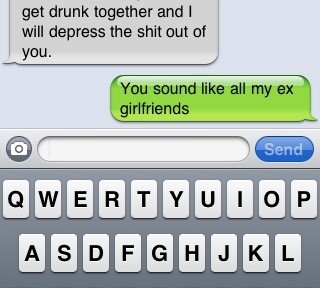 get drunk together and I
will depress the shit out of
you.
You sound like all my ex
girlfriends
Send
Q W E R T Y U I O P
A S D F G H J K L